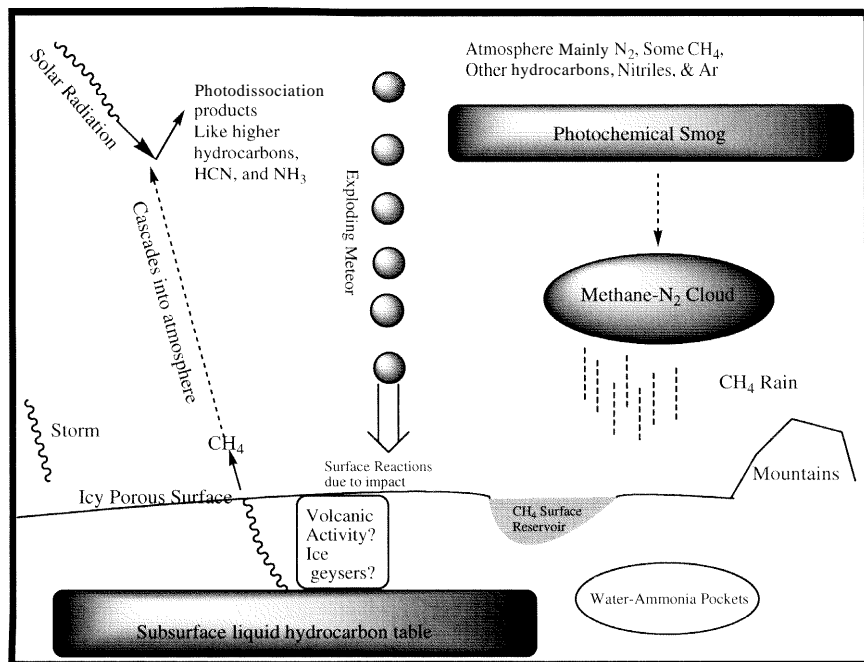 Solar Radiation
Photodissociation
products
Like higher
hydrocarbons,
HCN, and NH3
Cascades into atmosphere
Exploding Meteor
Atmosphere Mainly N2, Some CH4,
Other hydrocarbons, Nitriles, & Ar
Photochemical Smog
Methane-N2 Cloud
CH4 Rain
Storm
CH4
Surface Reactions
due to impact
Mountains
Icy Porous Surface
Volcanic
Activity?
Ice
geysers?
CH4 Surface
Reservoir
Water-Ammonia Pockets
Subsurface liquid hydrocarbon table